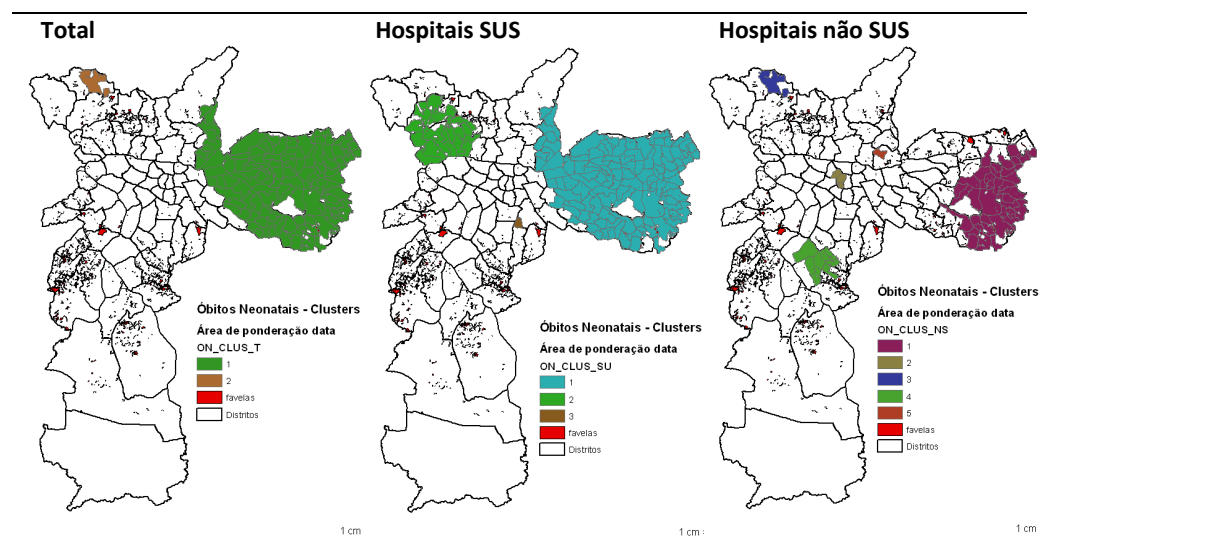 Total
Hospitais SUS
Hospitais não SUS
Óbitos Neonatais - Clusters
Área de ponderação data
ON_CLUS_T
1
2
favelas
Distritos
1 cm
Óbitos Neonatais - Clusters
Área de ponderação data
ON_CLUS_SU
1
2
3
favelas
Distritos
1 cm :
Óbitos Neonatais - Clusters
Área de ponderação data
ON_CLUS_NS
1
2
3
4
5
favelas
Distritos
1 cm